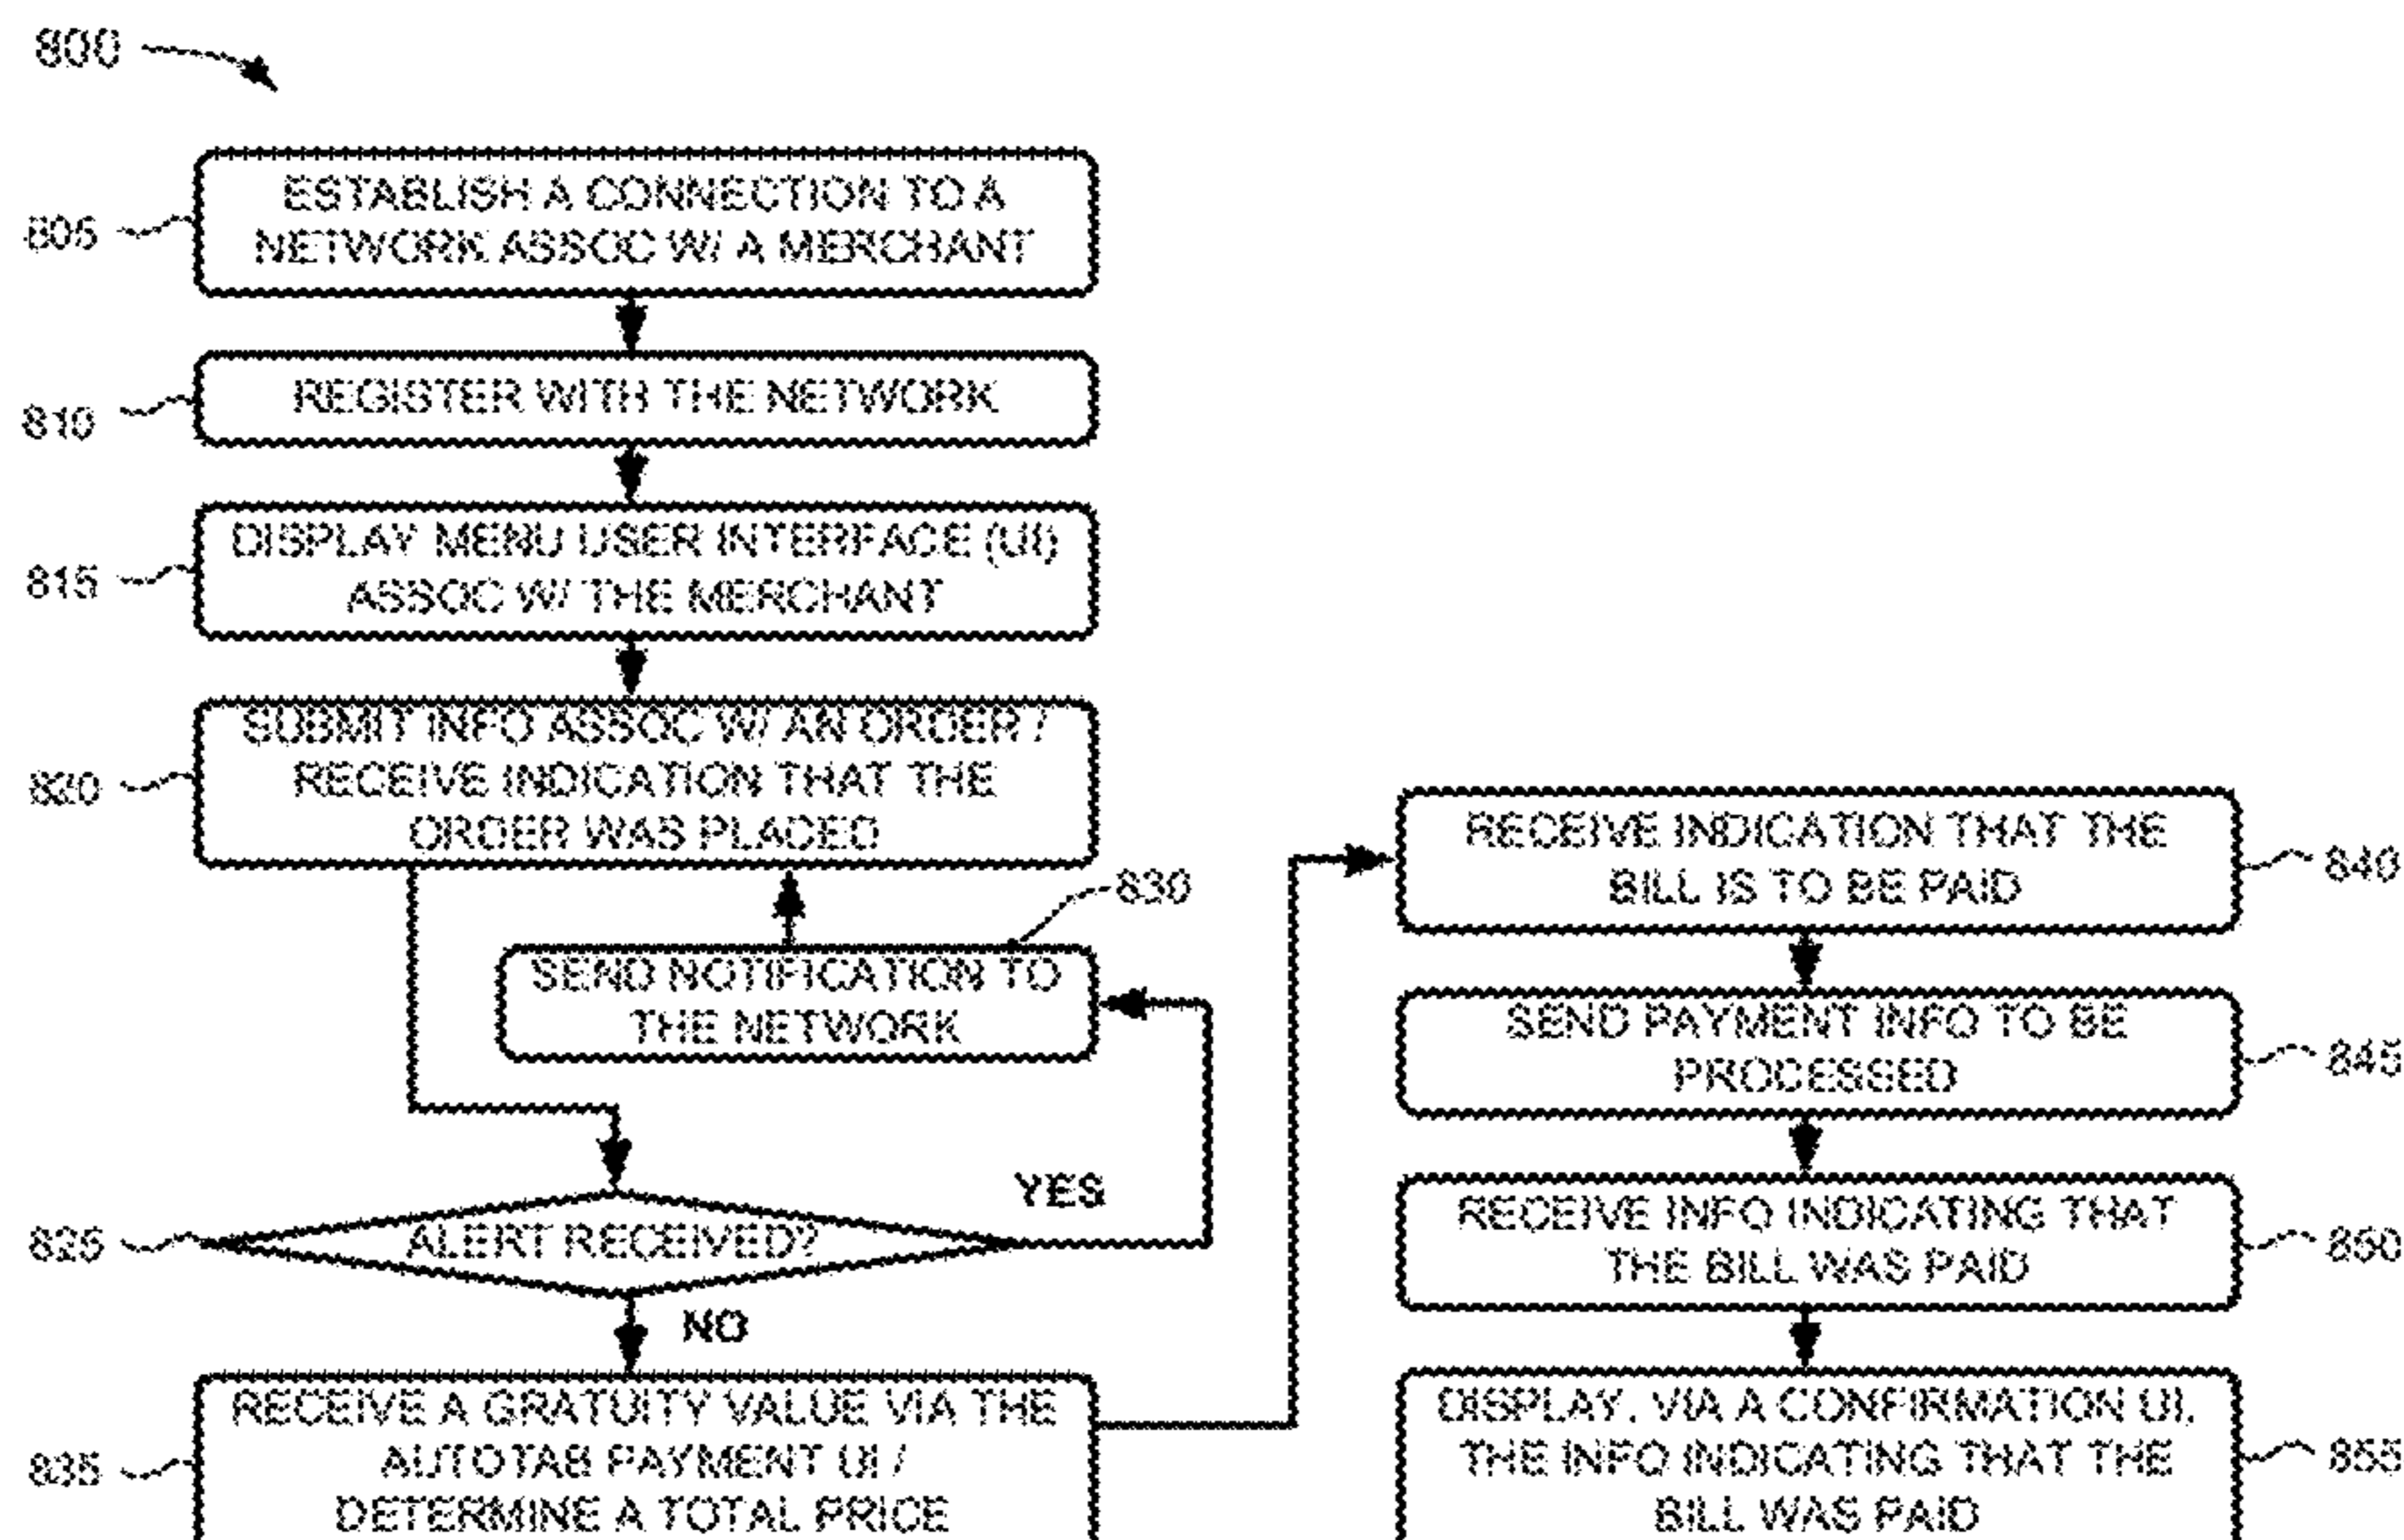 800
805
ESTABLISH A CONNECTION TO A
NETWORK ASSOC W/ A MERCHANT
810
REGISTER WITH THE NETWORK
815
DISPLAY MENU USER INTERFACE (UI)
ASSOC W/ THE MERCHANT
820
SUBMIT INFO ASSOC W/ AN ORDER /
RECEIVE INDICATION THAT THE
ORDER WAS PLACED
830
SEND NOTIFICATION TO
THE NETWORK
825
ALERT RECEIVED?
YES
NO
835
RECEIVE A GRATUITY VALUE VIA THE
AUTOTAB PAYMENT UI /
DETERMINE A TOTAL PRICE
RECEIVE INDICATION THAT THE
BILL IS TO BE PAID
840
SEND PAYMENT INFO TO BE
PROCESSED
845
RECEIVE INFO INDICATING THAT
THE BILL WAS PAID
850
DISPLAY, VIA A CONFIRMATION UI,
THE INFO INDICATING THAT THE
BILL WAS PAID
855